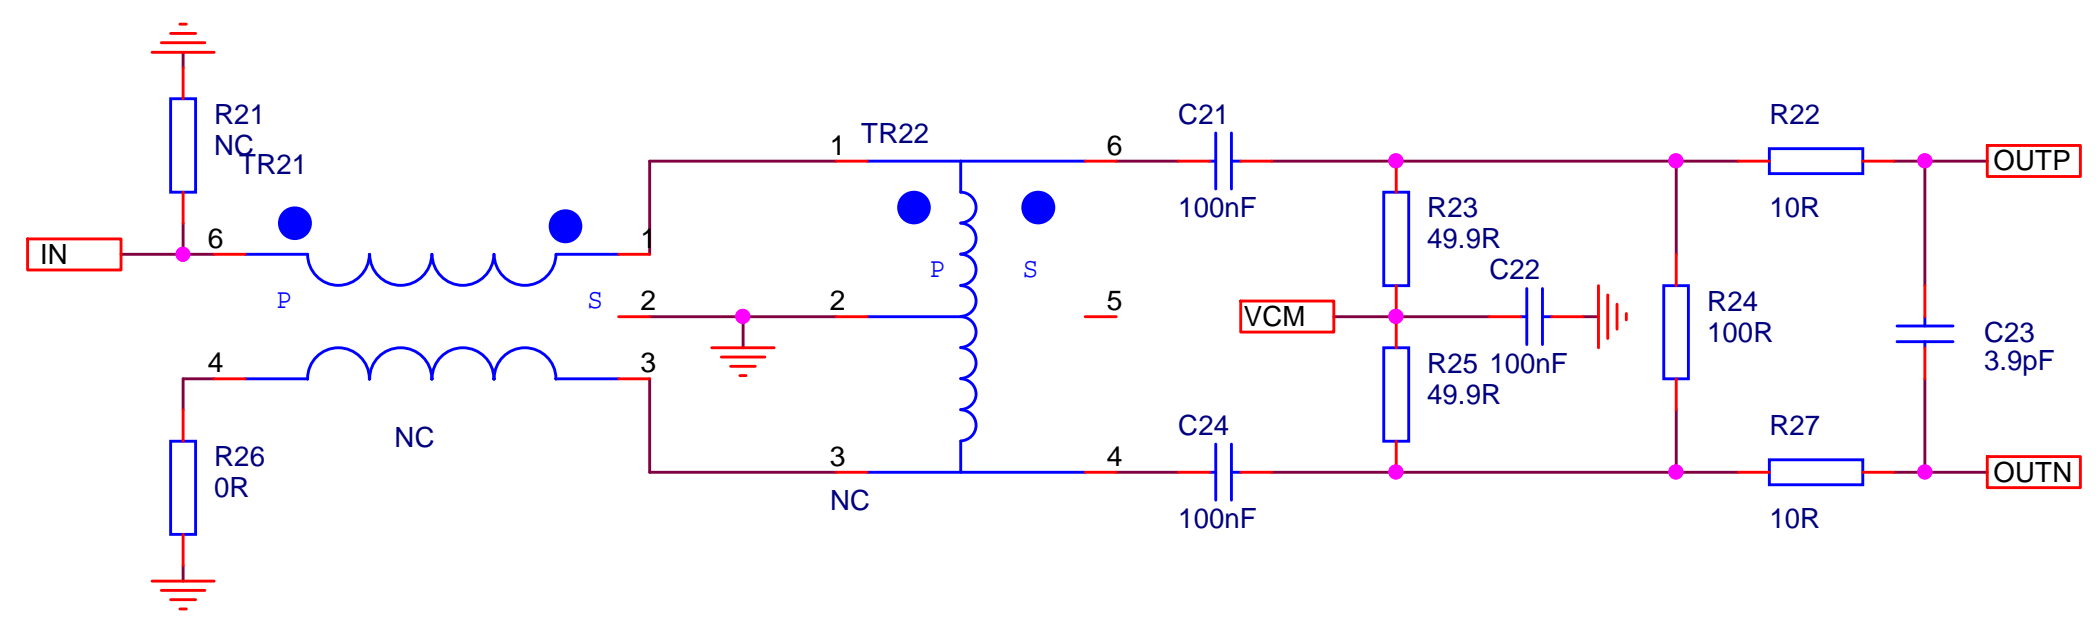 R21
NC
TR21
IN
6
1
P
S
2
4
3
NC
R26
0R
TR22
1
6
P
S
2
5
3
4
NC
C21
100nF
R23
49.9R
VCM
C22
100nF
R25
49.9R
C24
100nF
R24
100R
R22
10R
OUTP
C23
3.9pF
R27
10R
OUTN